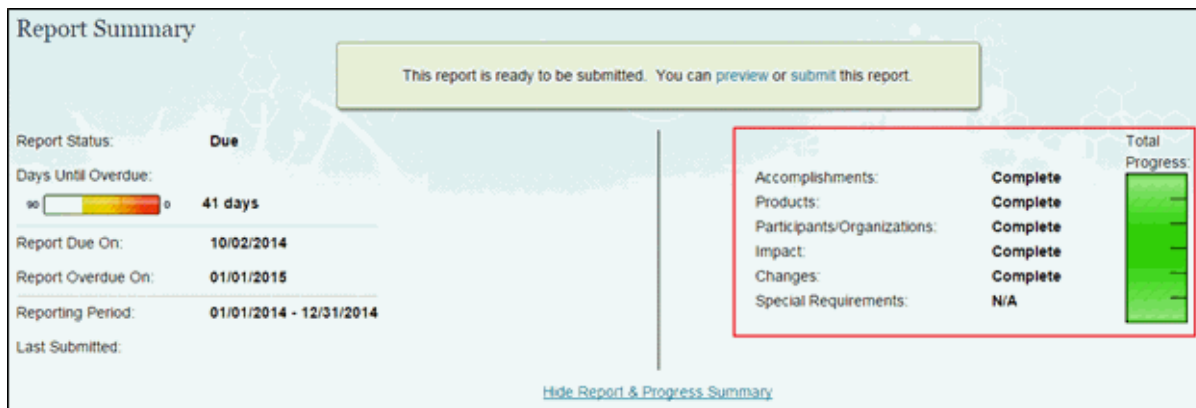 Report Summary
This report is ready to be submitted. You can preview or submit this report.
Report Status: Due
Days Until Overdue:
90 0 41 days
Report Due On: 10/02/2014
Report Overdue On: 01/01/2015
Reporting Period: 01/01/2014 - 12/31/2014
Last Submitted:
Total
Progress:
Accomplishments: Complete
Products: Complete
Participants/Organizations: Complete
Impact: Complete
Changes: Complete
Special Requirements: N/A
Hide Report & Progress Summary